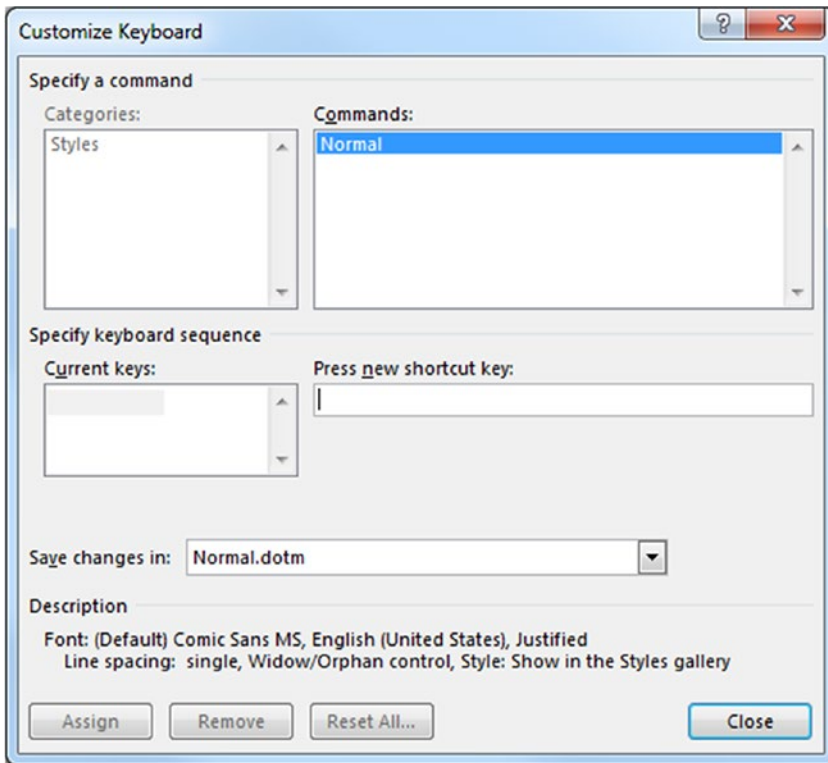 Customize Keyboard
Specify a command
Categories:
Commands:
Styles
Normal
Specify keyboard sequence
Current keys:
Press new shortcut key:
Save changes in:
Normal.dotm
Description
Font: (Default) Comic Sans MS, English (United States), Justified
Line spacing: single, Widow/Orphan control, Style: Show in the Styles gallery
Assign
Remove
Reset All...
Close